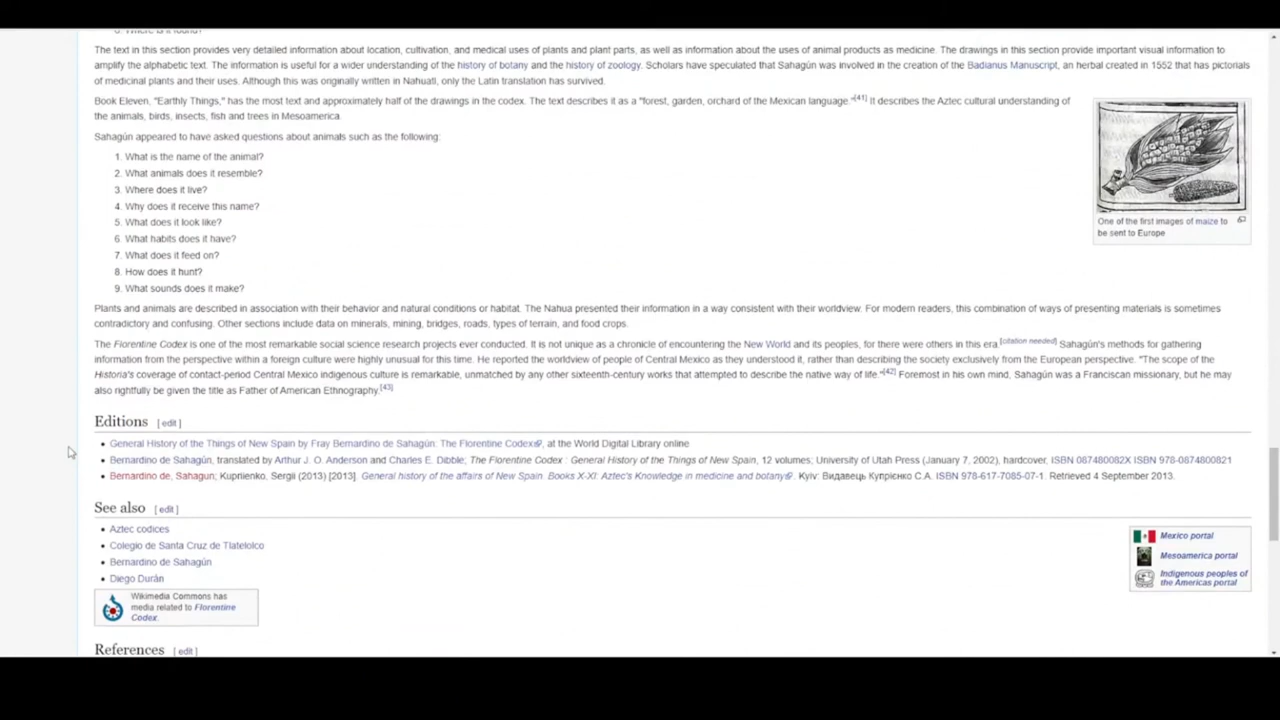 The text in this section provides very detailed information about location, cultivation, and medical uses of plants and plant parts, as well as information about the uses of animal products as medicine. The drawings in this section provide important visual information to
amplify the alphabetic text. The information is useful for a wider understanding of the history of botany and the history of zoology. Scholars have speculated that Sahagún was involved in the creation of the Badianus Manuscript, an herbal created in 1552 that has pictorials
of medicinal plants and their uses. Although this was originally written in Nahuatl, only the Latin translation has survived.
Book Eleven, "Earthly Things," has the most text and approximately half of the drawings in the codex. The text describes it as a "forest, garden, orchard of the Mexican language."[41] It describes the Aztec cultural understanding of
the animals, birds, insects, fish and trees in Mesoamerica.
Sahagún appeared to have asked questions about animals such as the following:
1. What is the name of the animal?
2. What animals does it resemble?
3. Where does it live?
4. Why does it receive this name?
5. What does it look like?
6. What habits does it have?
7. What does it feed on?
8. How does it hunt?
9. What sounds does it make?
One of the first images of maize to
be sent to Europe
Plants and animals are described in association with their behavior and natural conditions or habitat. The Nahua presented their information in a way consistent with their worldview. For modern readers, this combination of ways of presenting materials is sometimes
contradictory and confusing. Other sections include data on minerals, mining, bridges, roads, types of terrain, and food crops.
The Florentine Codex is one of the most remarkable social science research projects ever conducted. It is not unique as a chronicle of encountering the New World and its peoples, for there were others in this era.[citation needed] Sahagún's methods for gathering
information from the perspective within a foreign culture were highly unusual for this time. He reported the worldview of people of Central Mexico as they understood it, rather than describing the society exclusively from the European perspective. "The scope of the
Historia's coverage of contact-period Central Mexico indigenous culture is remarkable, unmatched by any other sixteenth-century works that attempted to describe the native way of life."[42] Foremost in his own mind, Sahagún was a Franciscan missionary, but he may
also rightfully be given the title as Father of American Ethnography.[43]
Editions [ edit ]
General History of the Things of New Spain by Fray Bernardino de Sahagún: The Florentine Codex, at the World Digital Library online
Bernardino de Sahagún, translated by Arthur J. O. Anderson and Charles E. Dibble; The Florentine Codex : General History of the Things of New Spain, 12 volumes; University of Utah Press (January 7, 2002), hardcover, ISBN 087480082X ISBN 978-0874800821
Bernardino de, Sahagun; Kuprienko, Sergii (2013) [2013]. General history of the affairs of New Spain. Books X-XI: Aztec's Knowledge in medicine and botany. Kyiv: Видавець Купрієнко С.А. ISBN 978-617-7085-07-1. Retrieved 4 September 2013.
See also [ edit ]
Aztec codices
Colegio de Santa Cruz de Tlatelolco
Bernardino de Sahagún
Diego Durán
Mexico portal
Mesoamerica portal
Indigenous peoples of
the Americas portal
Wikimedia Commons has
media related to Florentine
Codex.
References [ edit ]